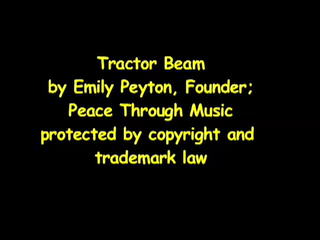 Tractor Beam
by Emily Peyton, Founder;
Peace Through Music
protected by copyright and
trademark law